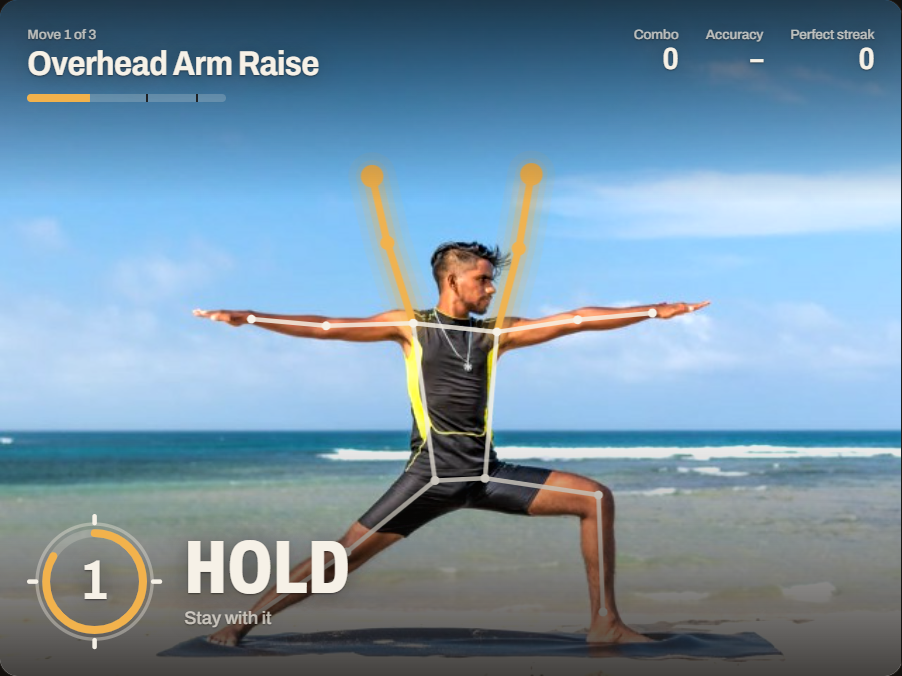 Move 1 of 3
Overhead Arm Raise
Combo
0
Accuracy
–
Perfect streak
0
1
HOLD
Stay with it